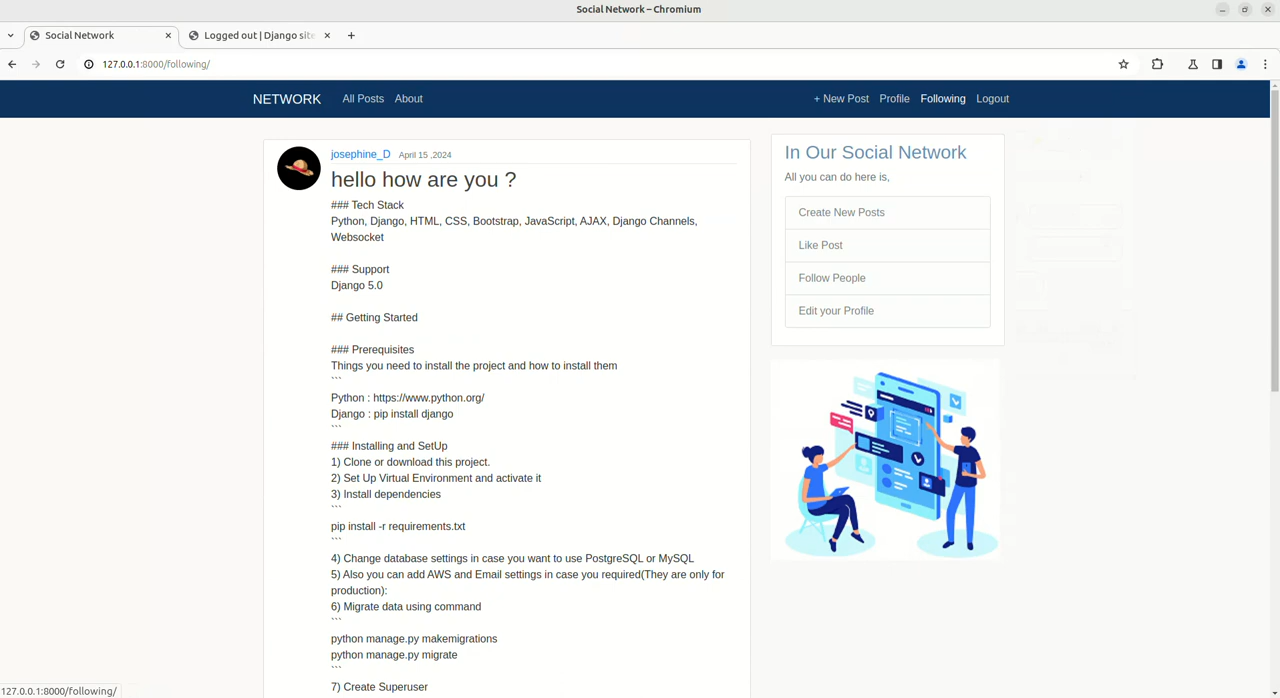 Social Network – Chromium
Social Network
Logged out | Django site
127.0.0.1:8000/following/
NETWORK All Posts About + New Post Profile Following Logout
josephine_D April 15 ,2024
hello how are you ?
### Tech Stack
Python, Django, HTML, CSS, Bootstrap, JavaScript, AJAX, Django Channels,
Websocket
### Support
Django 5.0
## Getting Started
### Prerequisites
Things you need to install the project and how to install them
```
Python : https://www.python.org/
Django : pip install django
```
### Installing and SetUp
1) Clone or download this project.
2) Set Up Virtual Environment and activate it
3) Install dependencies
```
pip install -r requirements.txt
```
4) Change database settings in case you want to use PostgreSQL or MySQL
5) Also you can add AWS and Email settings in case you required(They are only for
production):
6) Migrate data using command
```
python manage.py makemigrations
python manage.py migrate
```
7) Create Superuser
In Our Social Network
All you can do here is,
Create New Posts
Like Post
Follow People
Edit your Profile
127.0.0.1:8000/following/